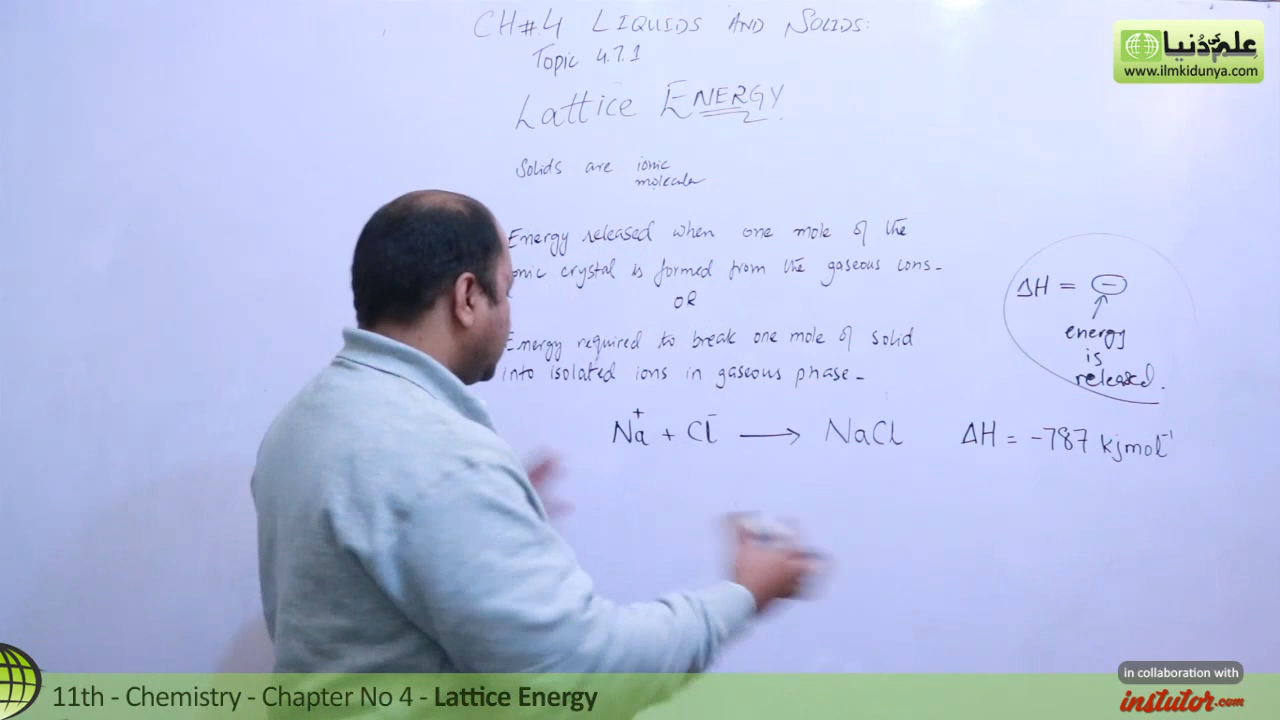 CH#4 LIQUIDS AND SOLIDS:
Topic 4.7.1
Lattice ENERGY
Solids are ionic
molecular
Energy released when one mole of the
onic crystal is formed from the gaseous ions-
OR
Energy required to break one mole of solid
into isolated ions in gaseous phase-
Na⁺ + Cl⁻ → NaCl ΔH = -787 kjmol⁻¹
ΔH = ⊖
↑
energy
is
released.
علم کی دنیا
www.ilmkidunya.com
11th - Chemistry - Chapter No 4 - Lattice Energy
in collaboration with
instutor.com